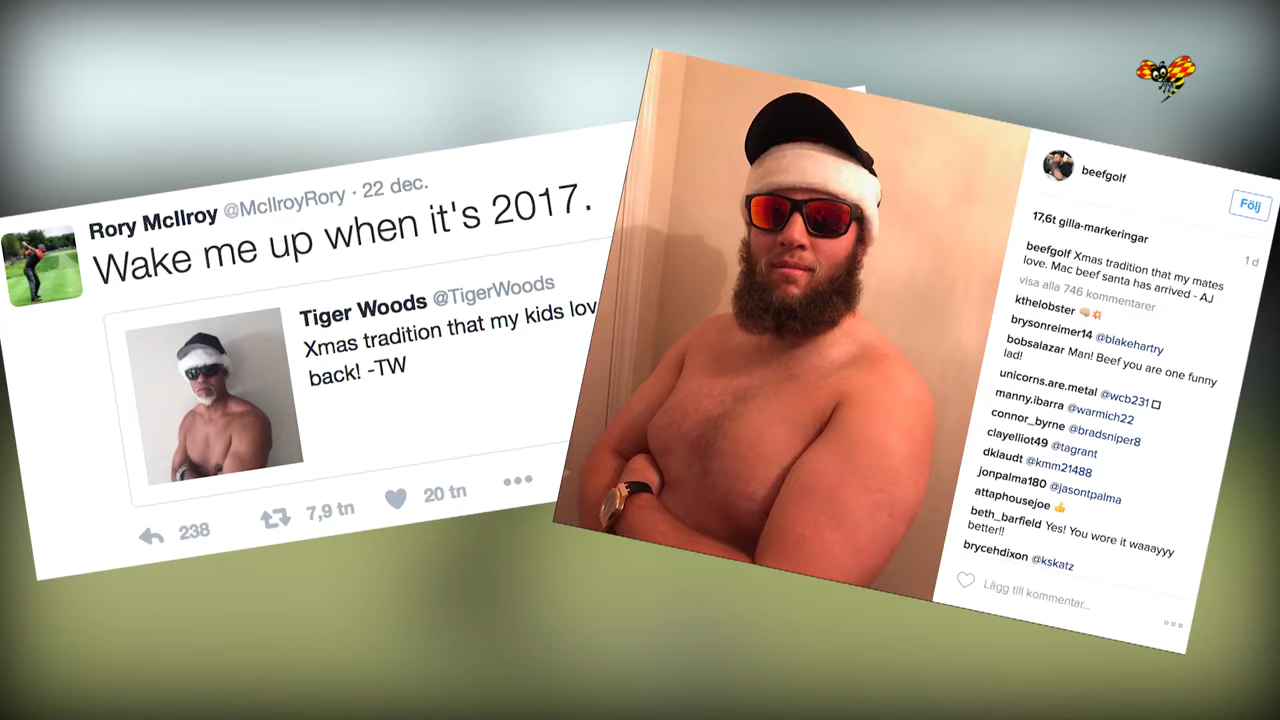 Rory McIlroy @McIlroyRory · 22 dec.
Wake me up when it's 2017.
Tiger Woods @TigerWoods
Xmas tradition that my kids lov
back! -TW
238
7,9 tn
20 tn
beefgolf
Följ
17,6t gilla-markeringar
1 d
beefgolf Xmas tradition that my mates
love. Mac beef santa has arrived - AJ
visa alla 746 kommentarer
kthelobster
brysonreimer14 @blakehartry
bobsalazar Man! Beef you are one funny
lad!
unicorns.are.metal @wcb231
manny.ibarra @warmich22
connor_byrne @bradsniper8
clayelliot49 @tagrant
dklaudt @kmm21488
jonpalma180 @jasontpalma
attaphousejoe 👍
beth_barfield Yes! You wore it waaayyy
better!!
brycehdixon @kskatz
Lägg till kommentar...